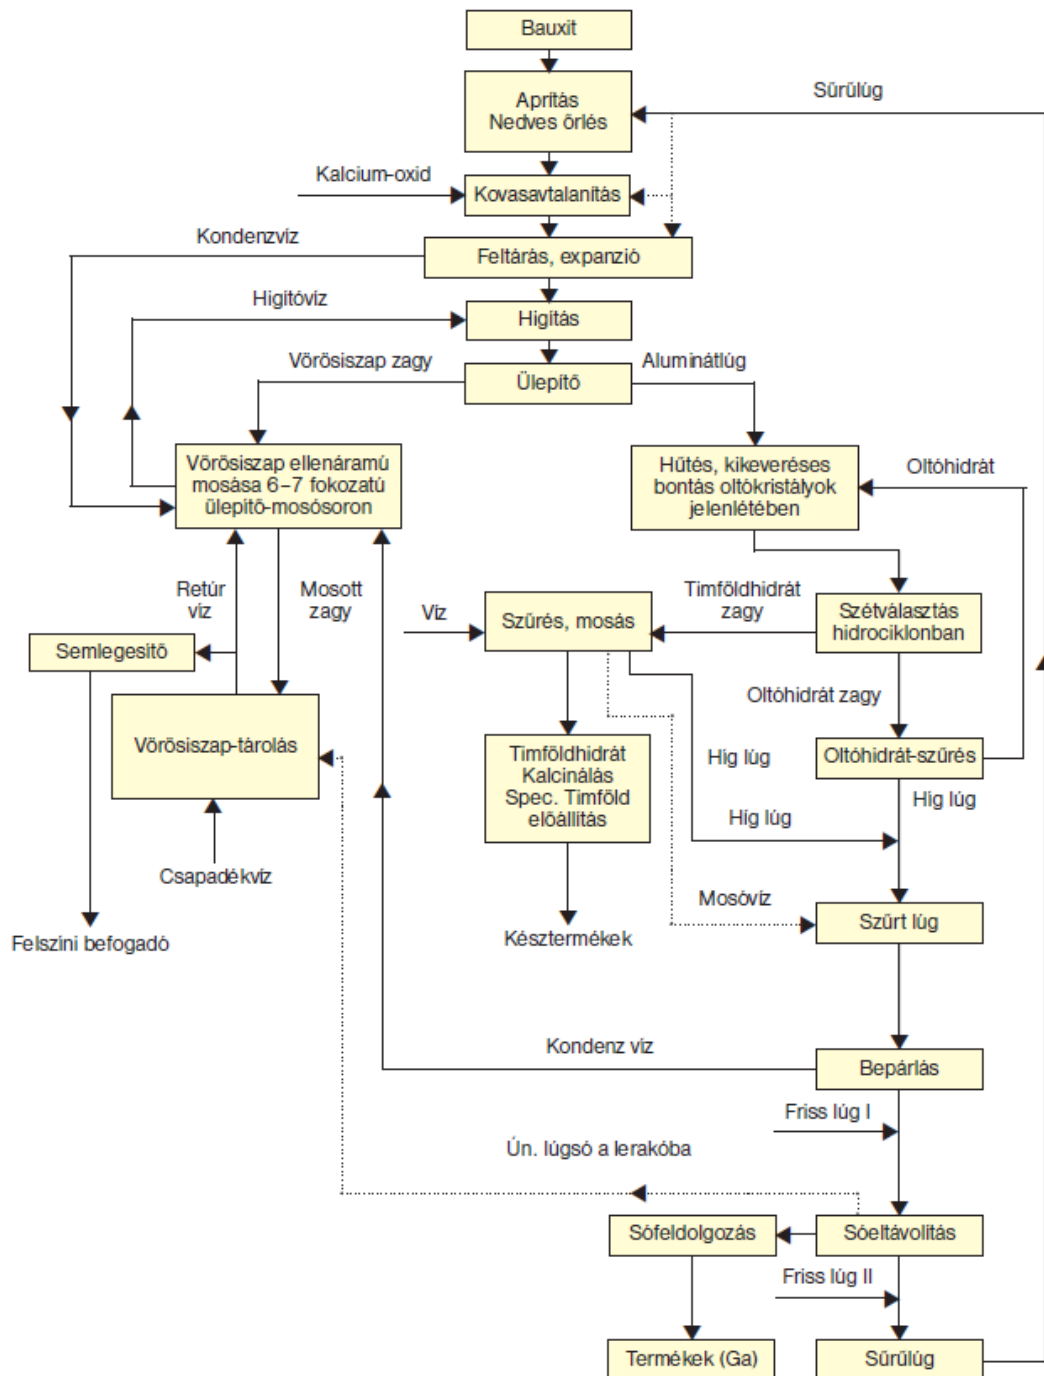 Bauxit
Aprítás
Nedves őrlés
Sűrűlúg
Kalcium-oxid
Kovasavtalanítás
Kondenzvíz
Feltárás, expanzió
Higítóvíz
Higítás
Vörösiszap zagy
Ülepítő
Aluminátlúg
Vörösiszap ellenáramú
mosása 6–7 fokozatú
ülepítő-mosósoron
Hűtés, kikeveréses
bontás oltókristályok
jelenlétében
Oltóhidrát
Retúr
víz
Mosott
zagy
Víz
Szűrés, mosás
Timföldhidrát
zagy
Szétválasztás
hidrociklonban
Semlegesítő
Oltóhidrát zagy
Vörösiszap-tárolás
Timföldhidrát
Kalcinálás
Spec. Timföld
előállítás
Híg lúg
Oltóhidrát-szűrés
Híg lúg
Híg lúg
Csapadékvíz
Mosóvíz
Szűrt lúg
Felszíni befogadó
Késztermékek
Kondenz víz
Bepárlás
Friss lúg I
Ún. lúgsó a lerakóba
Sófeldolgozás
Sóeltávolítás
Friss lúg II
Termékek (Ga)
Sűrűlúg